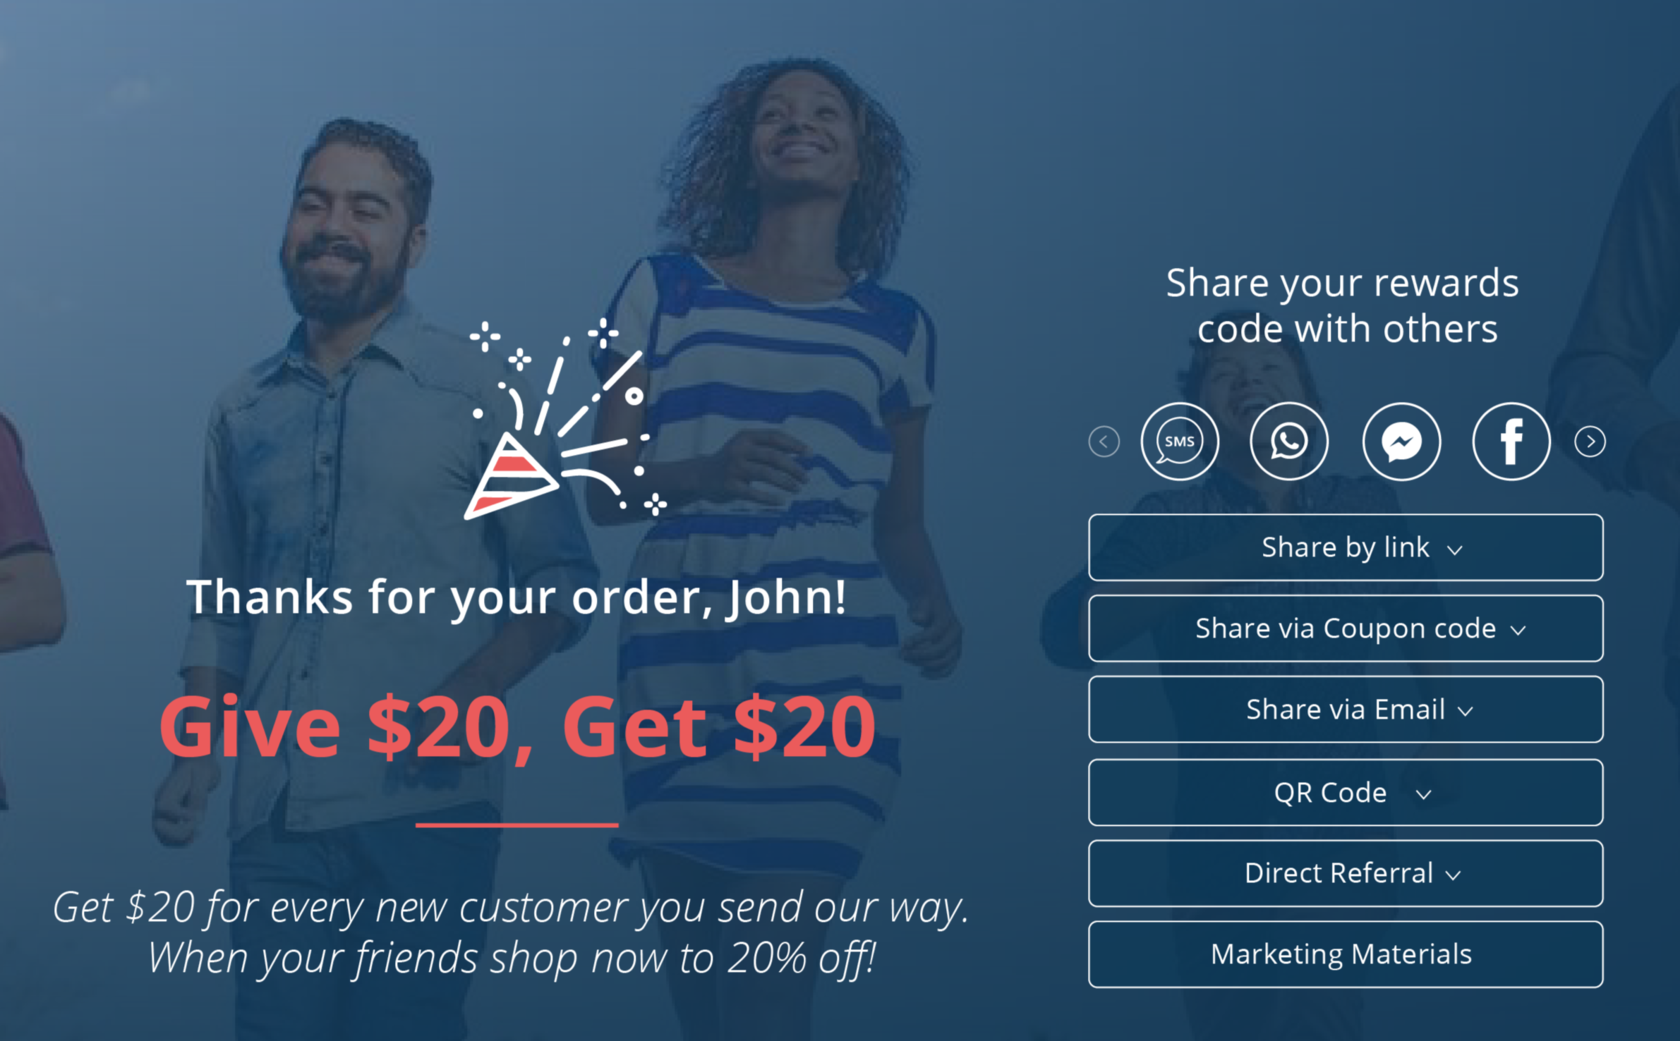 Thanks for your order, John!
Give $20, Get $20
Get $20 for every new customer you send our way.
When your friends shop now to 20% off!
Share your rewards
code with others
SMS
Share by link
Share via Coupon code
Share via Email
QR Code
Direct Referral
Marketing Materials